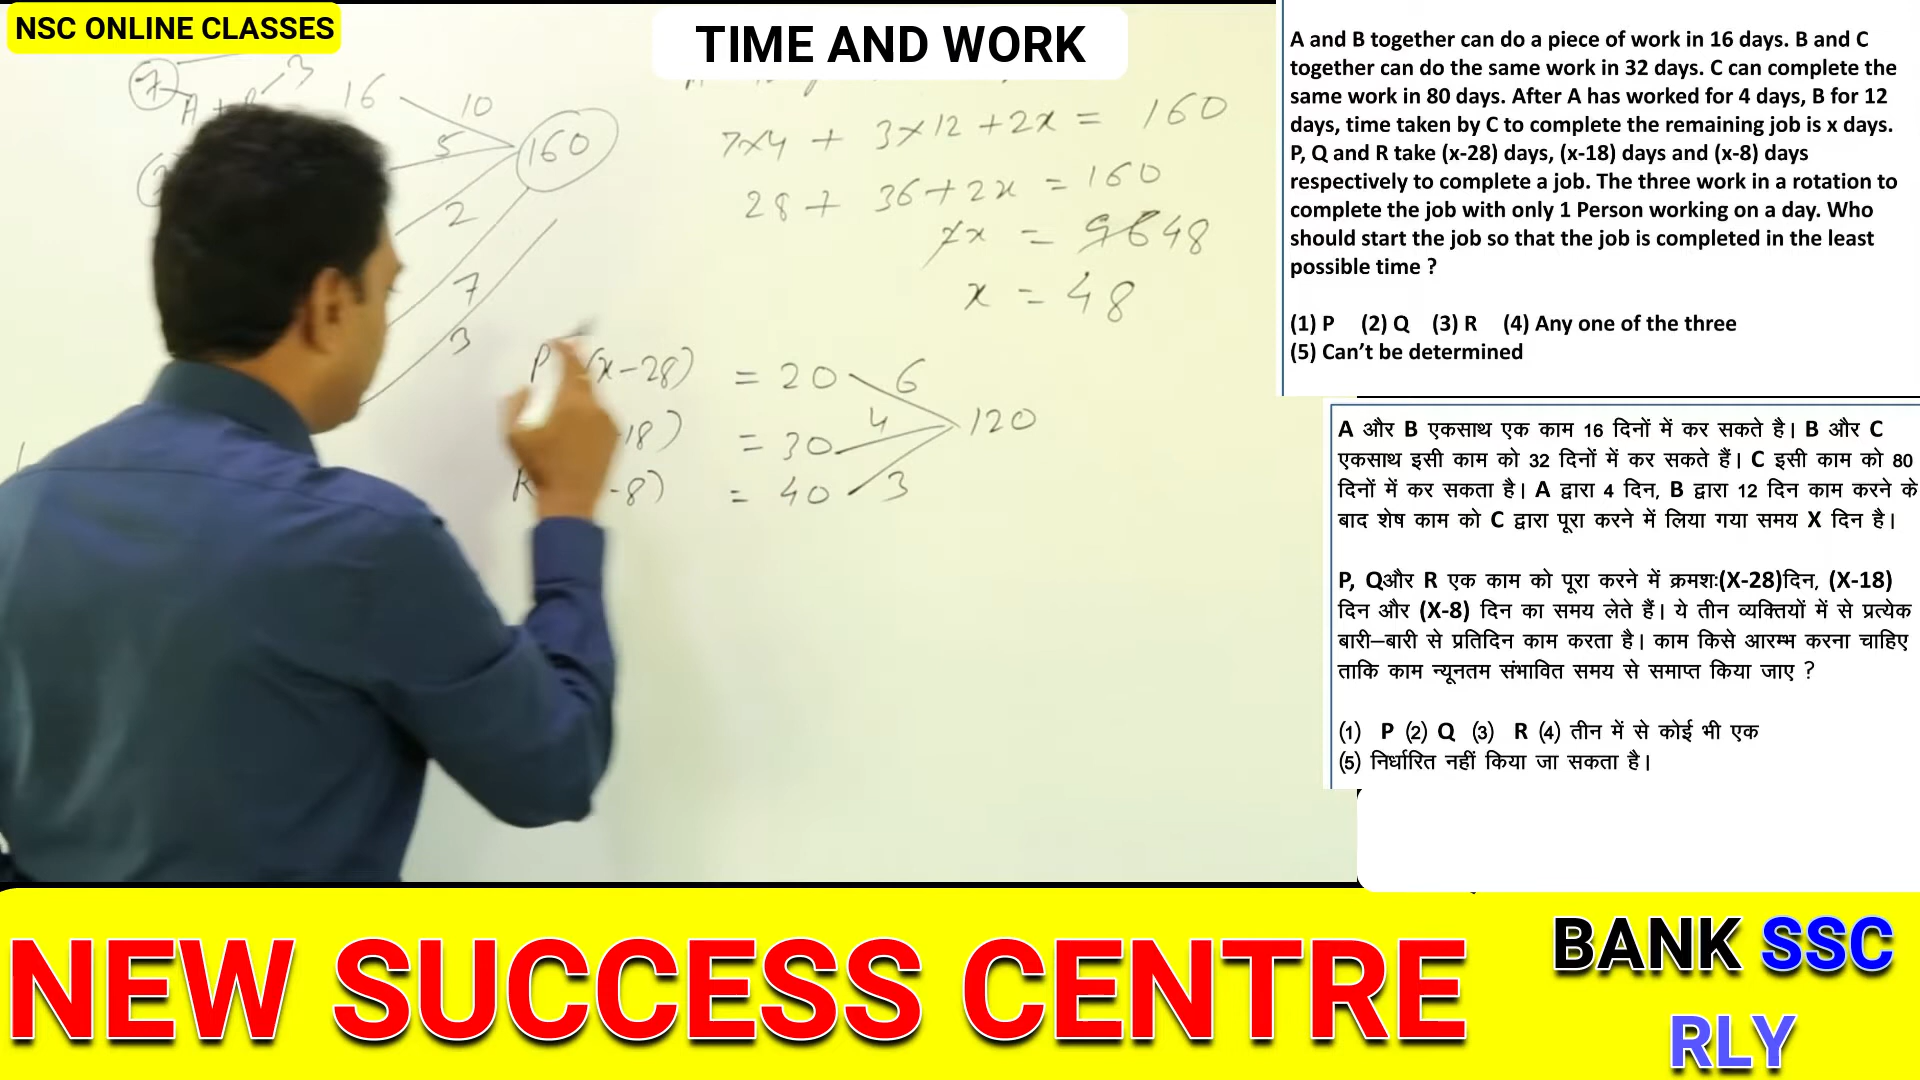 NSC ONLINE CLASSES
TIME AND WORK
7
3
16
10
5
160
2
7
3
7x4 + 3x12 + 2x = 160
28 + 36 + 2x = 160
2x = 96 48
x = 48
P (x-28) = 20 6
18) = 30 4 120
R -8) = 40 3
A and B together can do a piece of work in 16 days. B and C
together can do the same work in 32 days. C can complete the
same work in 80 days. After A has worked for 4 days, B for 12
days, time taken by C to complete the remaining job is x days.
P, Q and R take (x-28) days, (x-18) days and (x-8) days
respectively to complete a job. The three work in a rotation to
complete the job with only 1 Person working on a day. Who
should start the job so that the job is completed in the least
possible time ?
(1) P (2) Q (3) R (4) Any one of the three
(5) Can't be determined
A और B एकसाथ एक काम 16 दिनों में कर सकते है। B और C
एकसाथ इसी काम को 32 दिनों में कर सकते हैं। C इसी काम को 80
दिनों में कर सकता है। A द्वारा 4 दिन, B द्वारा 12 दिन काम करने के
बाद शेष काम को C द्वारा पूरा करने में लिया गया समय X दिन है।
P, Qऔर R एक काम को पूरा करने में क्रमशः(X-28)दिन, (X-18)
दिन और (X-8) दिन का समय लेते हैं। ये तीन व्यक्तियों में से प्रत्येक
बारी–बारी से प्रतिदिन काम करता है। काम किसे आरम्भ करना चाहिए
ताकि काम न्यूनतम संभावित समय से समाप्त किया जाए ?
(1) P (2) Q (3) R (4) तीन में से कोई भी एक
(5) निर्धारित नहीं किया जा सकता है।
NEW SUCCESS CENTRE
BANK SSC
RLY